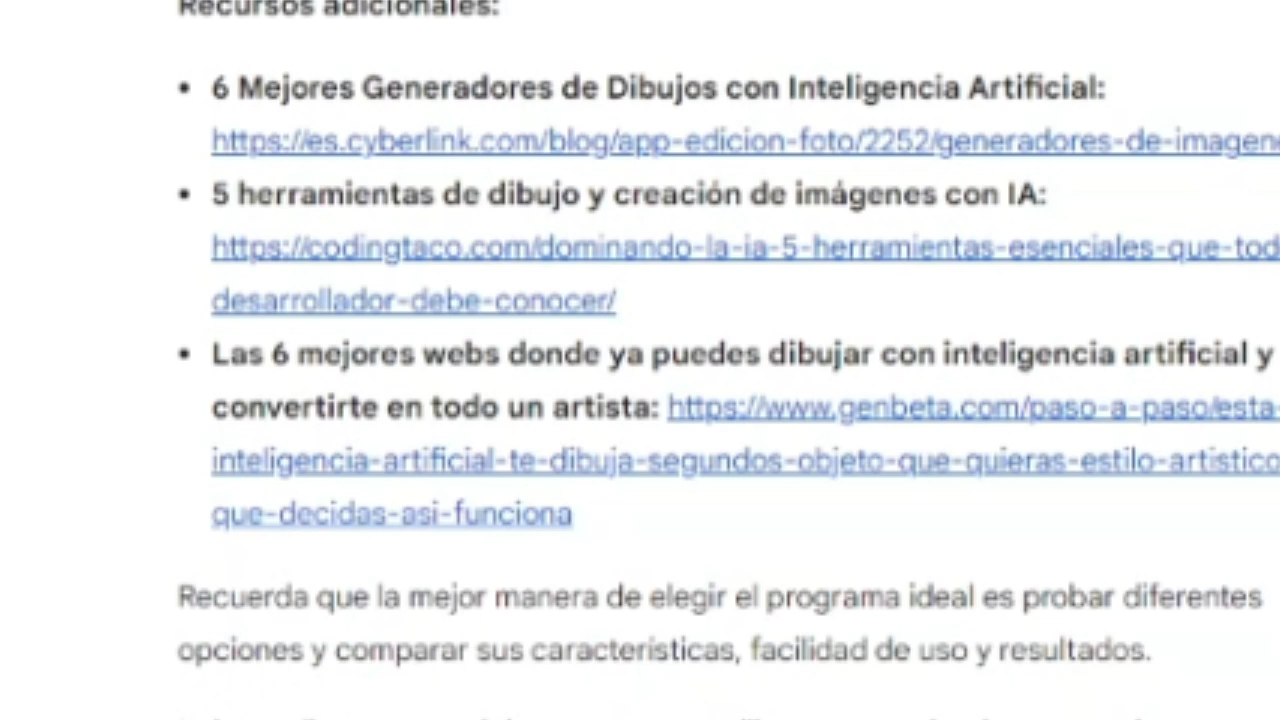 Recursos adicionales:
• 6 Mejores Generadores de Dibujos con Inteligencia Artificial:
https://es.cyberlink.com/blog/app-edicion-foto/2252/generadores-de-imagen
• 5 herramientas de dibujo y creación de imágenes con IA:
https://codingtaco.com/dominando-la-ia-5-herramientas-esenciales-que-tod
desarrollador-debe-conocer/
• Las 6 mejores webs donde ya puedes dibujar con inteligencia artificial y
convertirte en todo un artista: https://www.genbeta.com/paso-a-paso/esta-
inteligencia-artificial-te-dibuja-segundos-objeto-que-quieras-estilo-artistico
que-decidas-asi-funciona
Recuerda que la mejor manera de elegir el programa ideal es probar diferentes
opciones y comparar sus características, facilidad de uso y resultados.